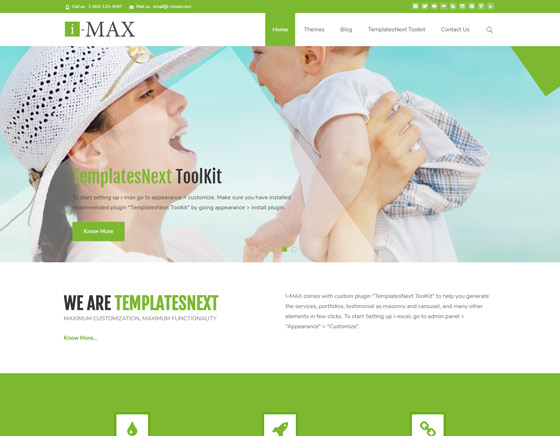 Call us : 1-000-123-4567 Mail us : email@i-create.com
i-MAX
Home Themes Blog TemplatesNext Toolkit Contact Us
TemplatesNext ToolKit
To start setting up i-max go to appearance > customize. Make sure you have installed
recommended plugin "TemplatesNext Toolkit" by going appearance > install plugin.
Know More
WE ARE TEMPLATESNEXT
MAXIMUM CUSTOMIZATION, MAXIMUM FUNCTIONALITY
Know More...
I-MAX comes with custom plugin "TemplatesNext ToolKit" to help you generate
the services, portfolios, testimonial as masonry and carousel, and many other
elements in few clicks. To start Setting up i-excel, go to admin panel >
"Appearance" > "Customize".